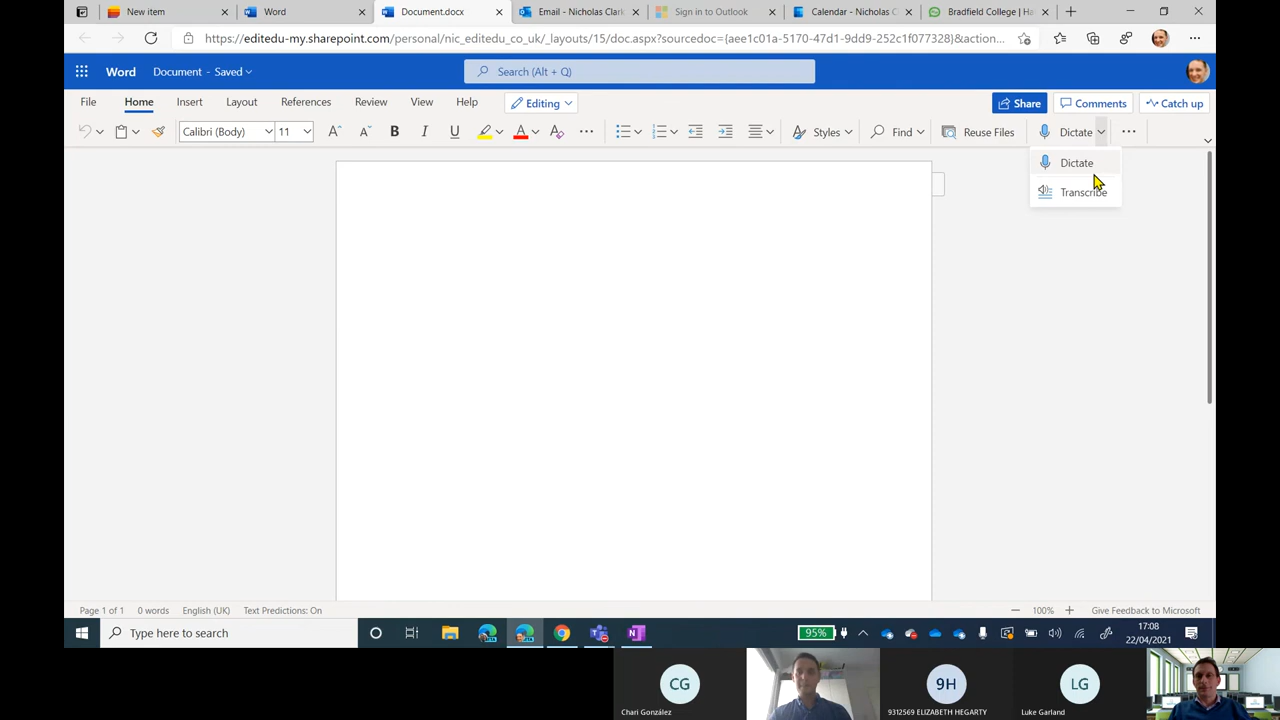 New item
Word
Document.docx
Email - Nicholas Clark
Sign in to Outlook
Calendar - Nicholas C
Bradfield College | Ha
https://editedu-my.sharepoint.com/personal/nic_editedu_co_uk/_layouts/15/doc.aspx?sourcedoc={aee1c01a-5170-47d1-9dd9-252c1f077328}&action...
Word
Document - Saved
Search (Alt + Q)
File Home Insert Layout References Review View Help Editing Share Comments Catch up
Calibri (Body) 11 B I U A Styles Find Reuse Files Dictate
Dictate
Transcribe
Page 1 of 1 0 words English (UK) Text Predictions: On 100% Give Feedback to Microsoft
Type here to search 95% 17:08
22/04/2021
CG 9H LG
Chari González 9312569 ELIZABETH HEGARTY Luke Garland